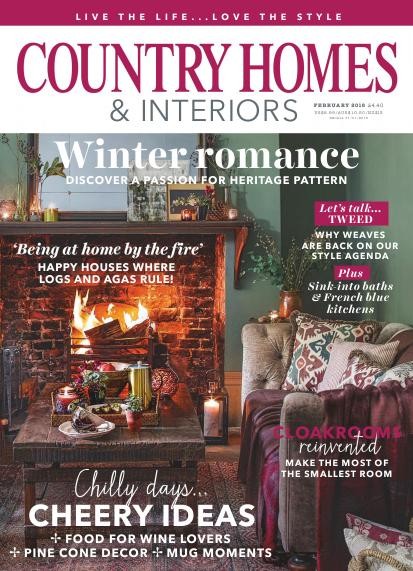 LIVE THE LIFE...LOVE THE STYLE
COUNTRY HOMES
& INTERIORS
FEBRUARY 2018 £4.40
Winter romance
DISCOVER A PASSION FOR HERITAGE PATTERN
Let's talk...
TWEED
WHY WEAVES
ARE BACK ON OUR
STYLE AGENDA
Plus
Sink-into baths
& French blue
kitchens
'Being at home by the fire'
HAPPY HOUSES WHERE
LOGS AND AGAS RULE!
CLOAKROOMS
reinvented
MAKE THE MOST OF
THE SMALLEST ROOM
Chilly days...
CHEERY IDEAS
✢ FOOD FOR WINE LOVERS
✢ PINE CONE DECOR ✢ MUG MOMENTS